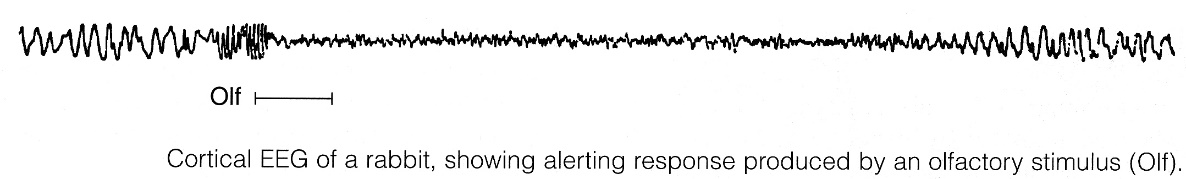 Olf
Cortical EEG of a rabbit, showing alerting response produced by an olfactory stimulus (Olf).